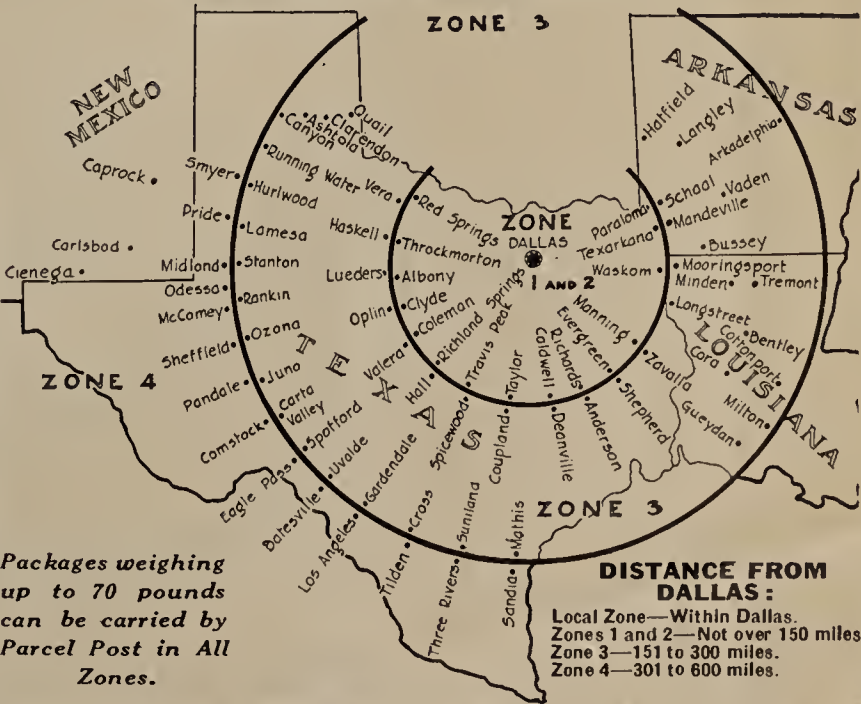 ZONE 3
ARKANSAS
NEW
MEXICO
Quail
Clarendon
Ashtola
Canyon
Hatfield
Langley
Arkadelphia
Caprock
Smyer
Running Water
Vera
Red Springs
Hurlwood
Schaal
Vaden
Paraloma
Mandeville
Texarkana
Pride
Lamesa
Haskell
Throckmorton
ZONE
DALLAS
1 AND 2
Bussey
Carlsbad
Cienega
Midland
Stanton
Lueders
Albany
Waskom
Mooringsport
Minden
Tremont
Odessa
Rankin
McCamey
Oplin
Clyde
Coleman
Richland Springs
Travis Peak
Manning
Evergreen
Richards
Caldwell
Taylor
Longstreet
LOUISIANA
Cottonport
Bentley
Cora
Sheffield
Ozona
TEXAS
Valera
Hall
Zavalla
ZONE 4
Pandale
Juno
Carta
Valley
Spicewood
Coupland
Deanville
Anderson
Shepherd
Gueydan
Milton
Comstock
Spofford
Uvalde
Gardendale
Cross
Suniland
Mathis
ZONE 3
Eagle Pass
Batesville
Los Angeles
Tilden
Three Rivers
Sandia
Packages weighing
up to 70 pounds
can be carried by
Parcel Post in All
Zones.
DISTANCE FROM
DALLAS:
Local Zone—Within Dallas.
Zones 1 and 2—Not over 150 miles
Zone 3—151 to 300 miles.
Zone 4—301 to 600 miles.